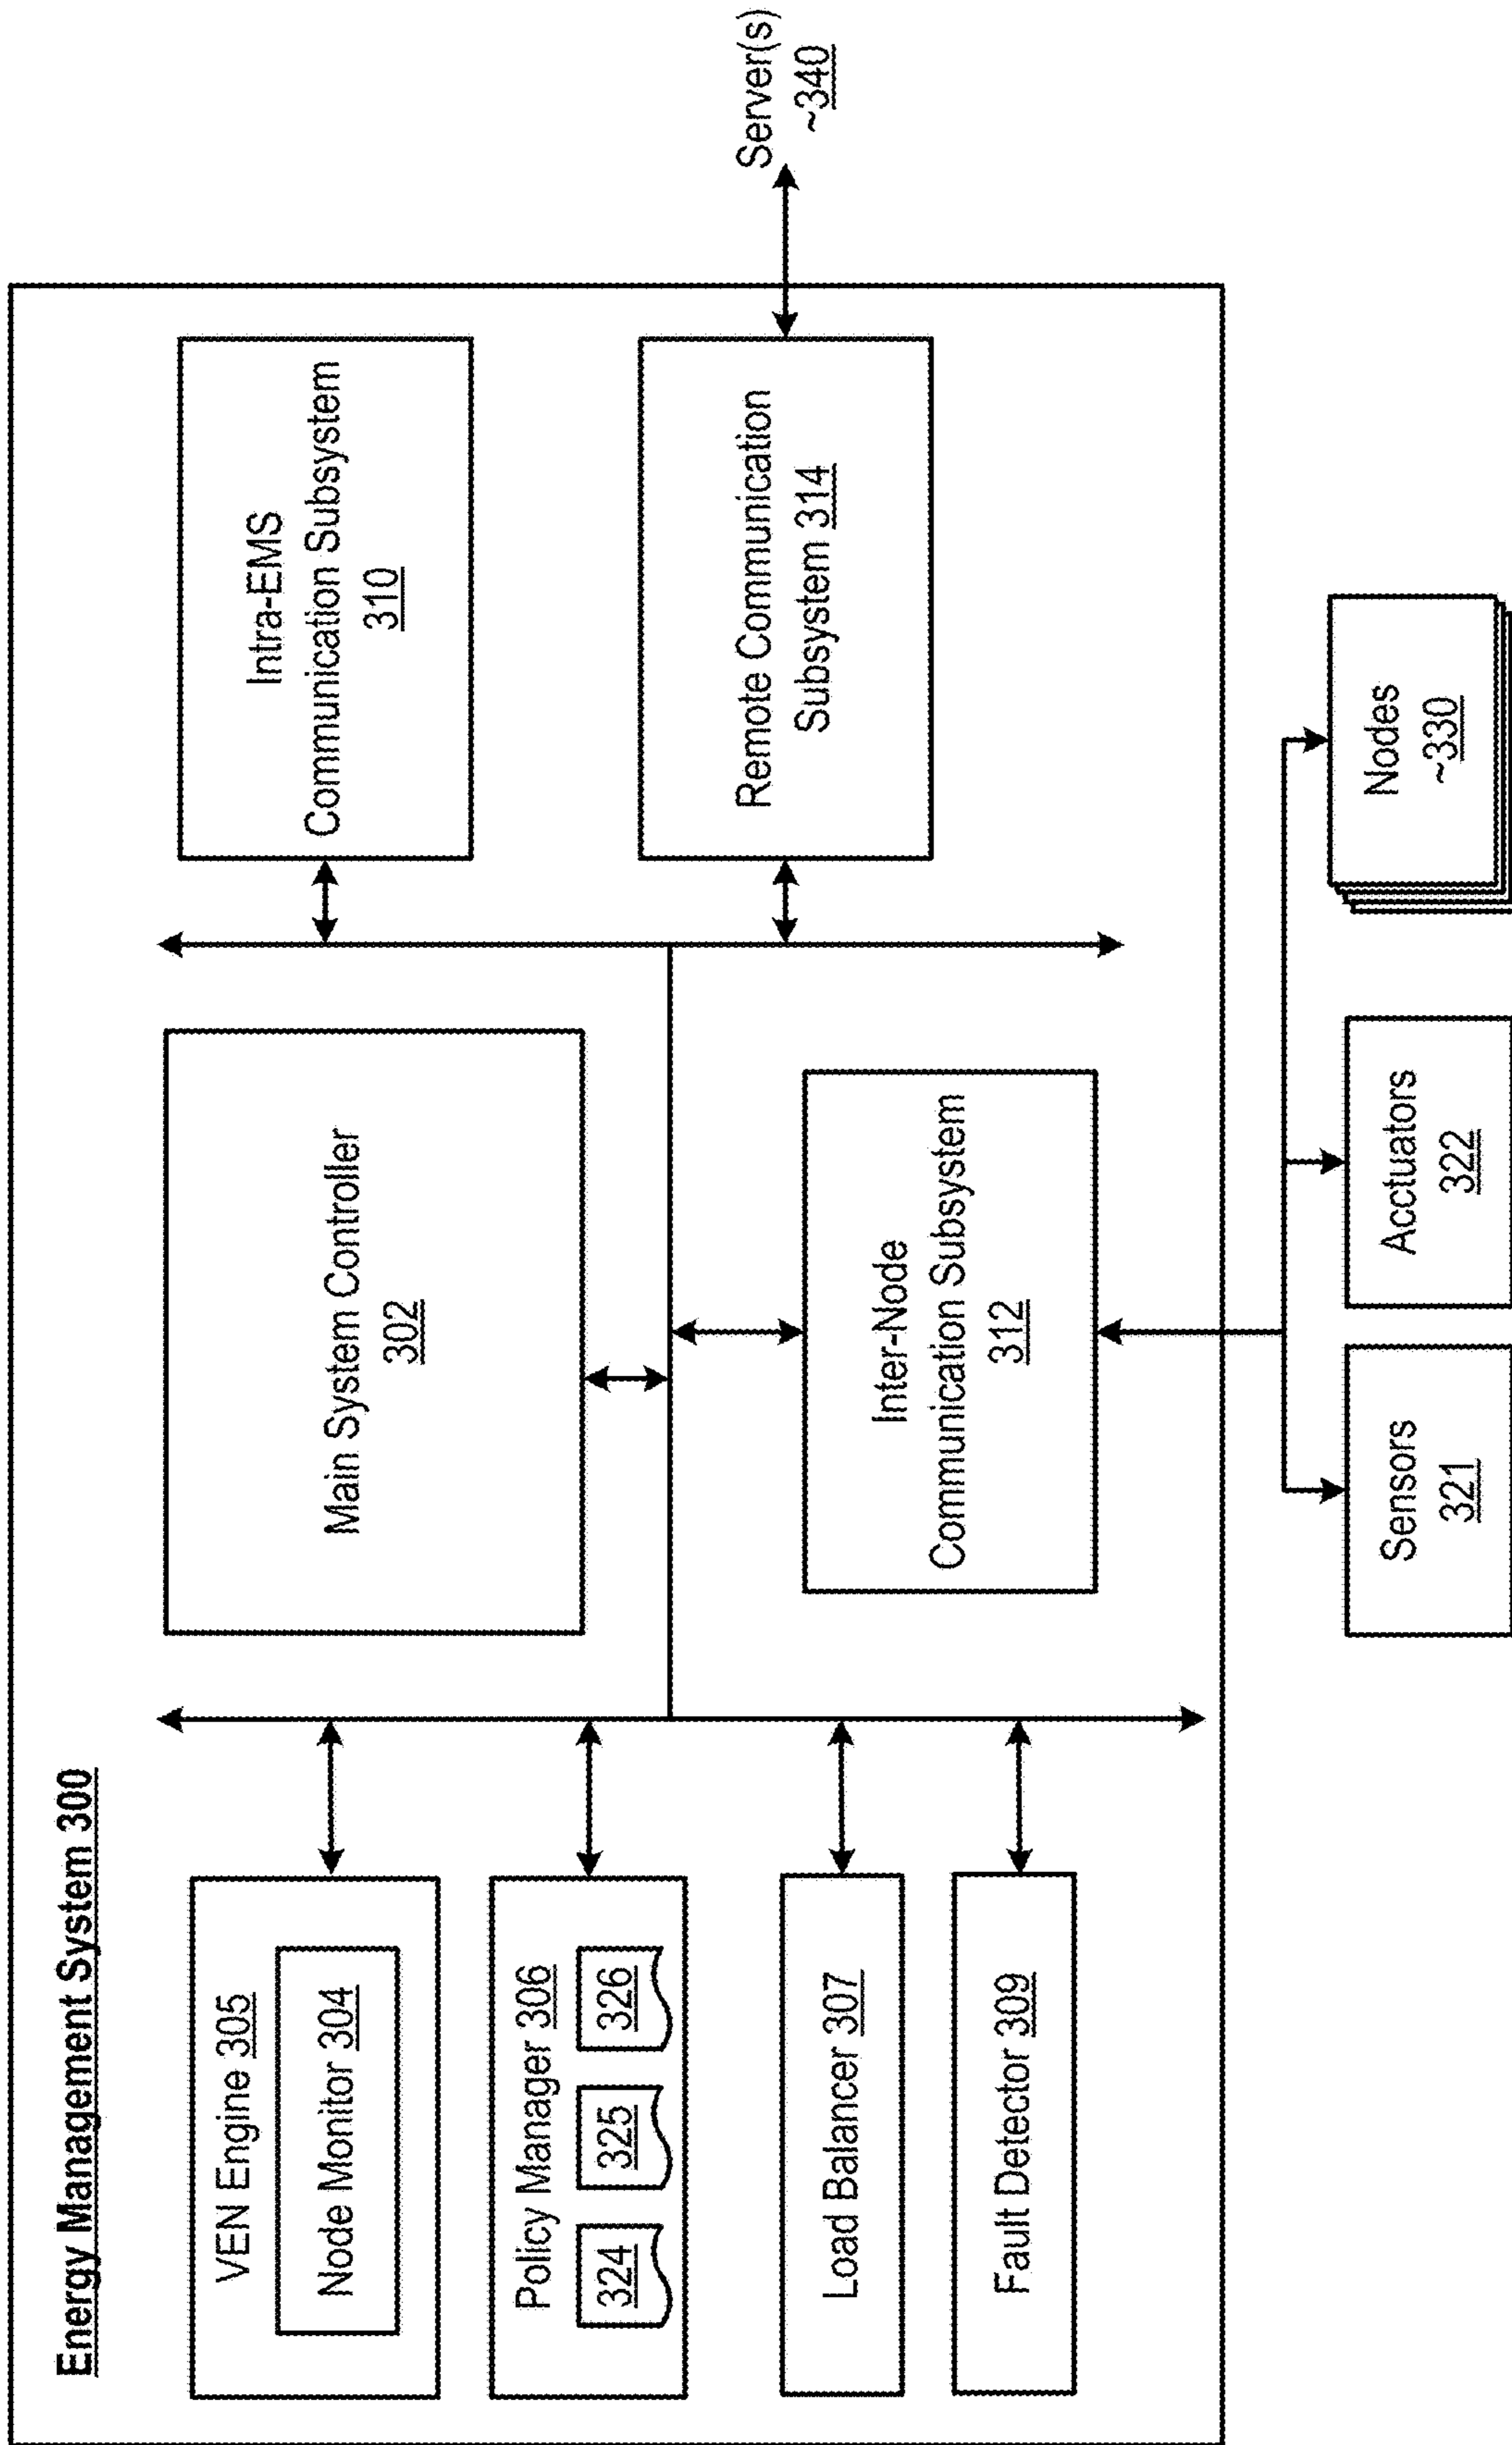 Energy Management System 300
VEN Engine 305
Node Monitor 304
Policy Manager 306
324
325
326
Load Balancer 307
Fault Detector 309
Main System Controller
302
Inter-Node
Communication Subsystem
312
Intra-EMS
Communication Subsystem
310
Remote Communication
Subsystem 314
Server(s)
~340
Sensors
321
Acctuators
322
Nodes
~330